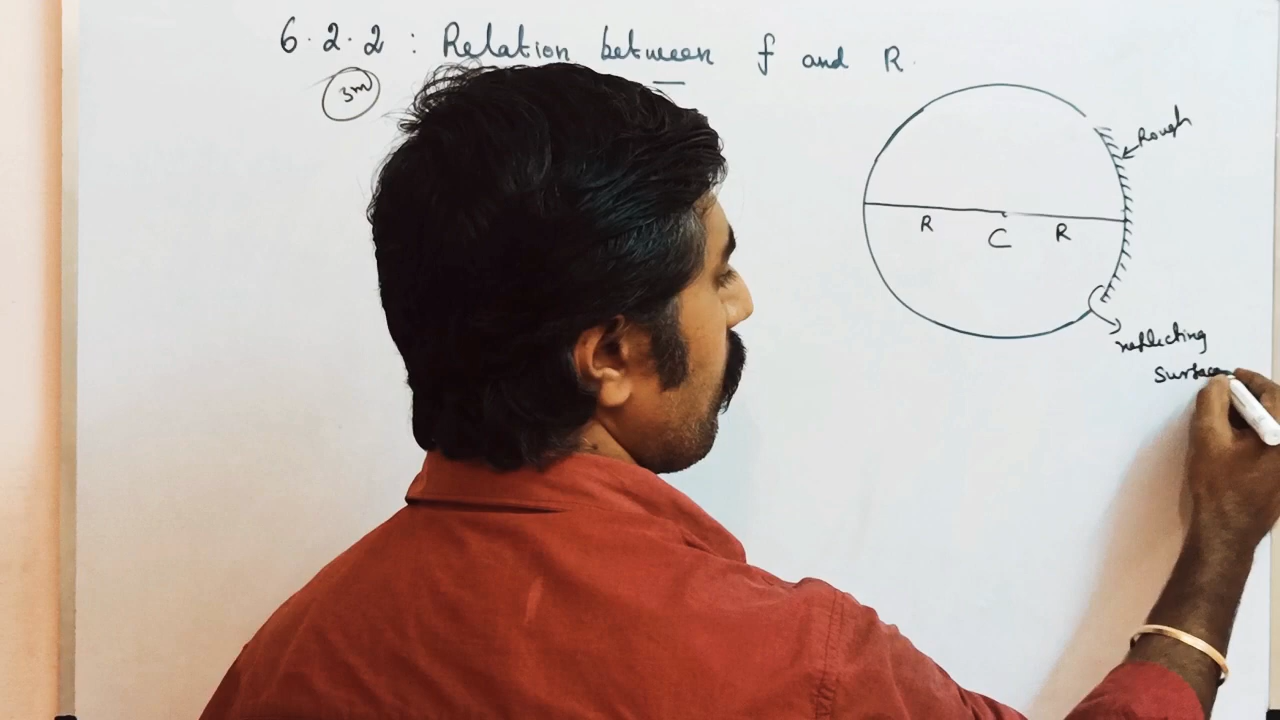 6.2.2 : Relation between f and R.
3m
Rough
R
C
R
reflecting
Surface